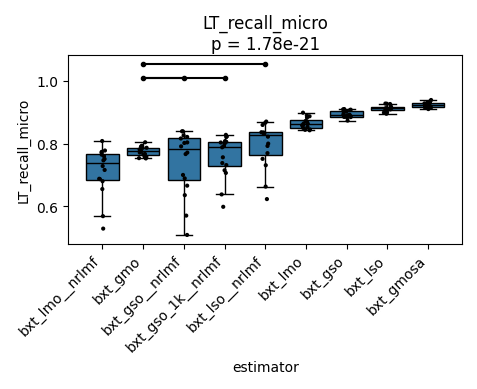 LT_recall_micro
p = 1.78e-21
LT_recall_micro
1.0
0.8
0.6
bxt_lmo__nrlmf
bxt_gmo
bxt_gso__nrlmf
bxt_gso_1k__nrlmf
bxt_lso__nrlmf
bxt_lmo
bxt_gso
bxt_lso
bxt_gmosa
estimator